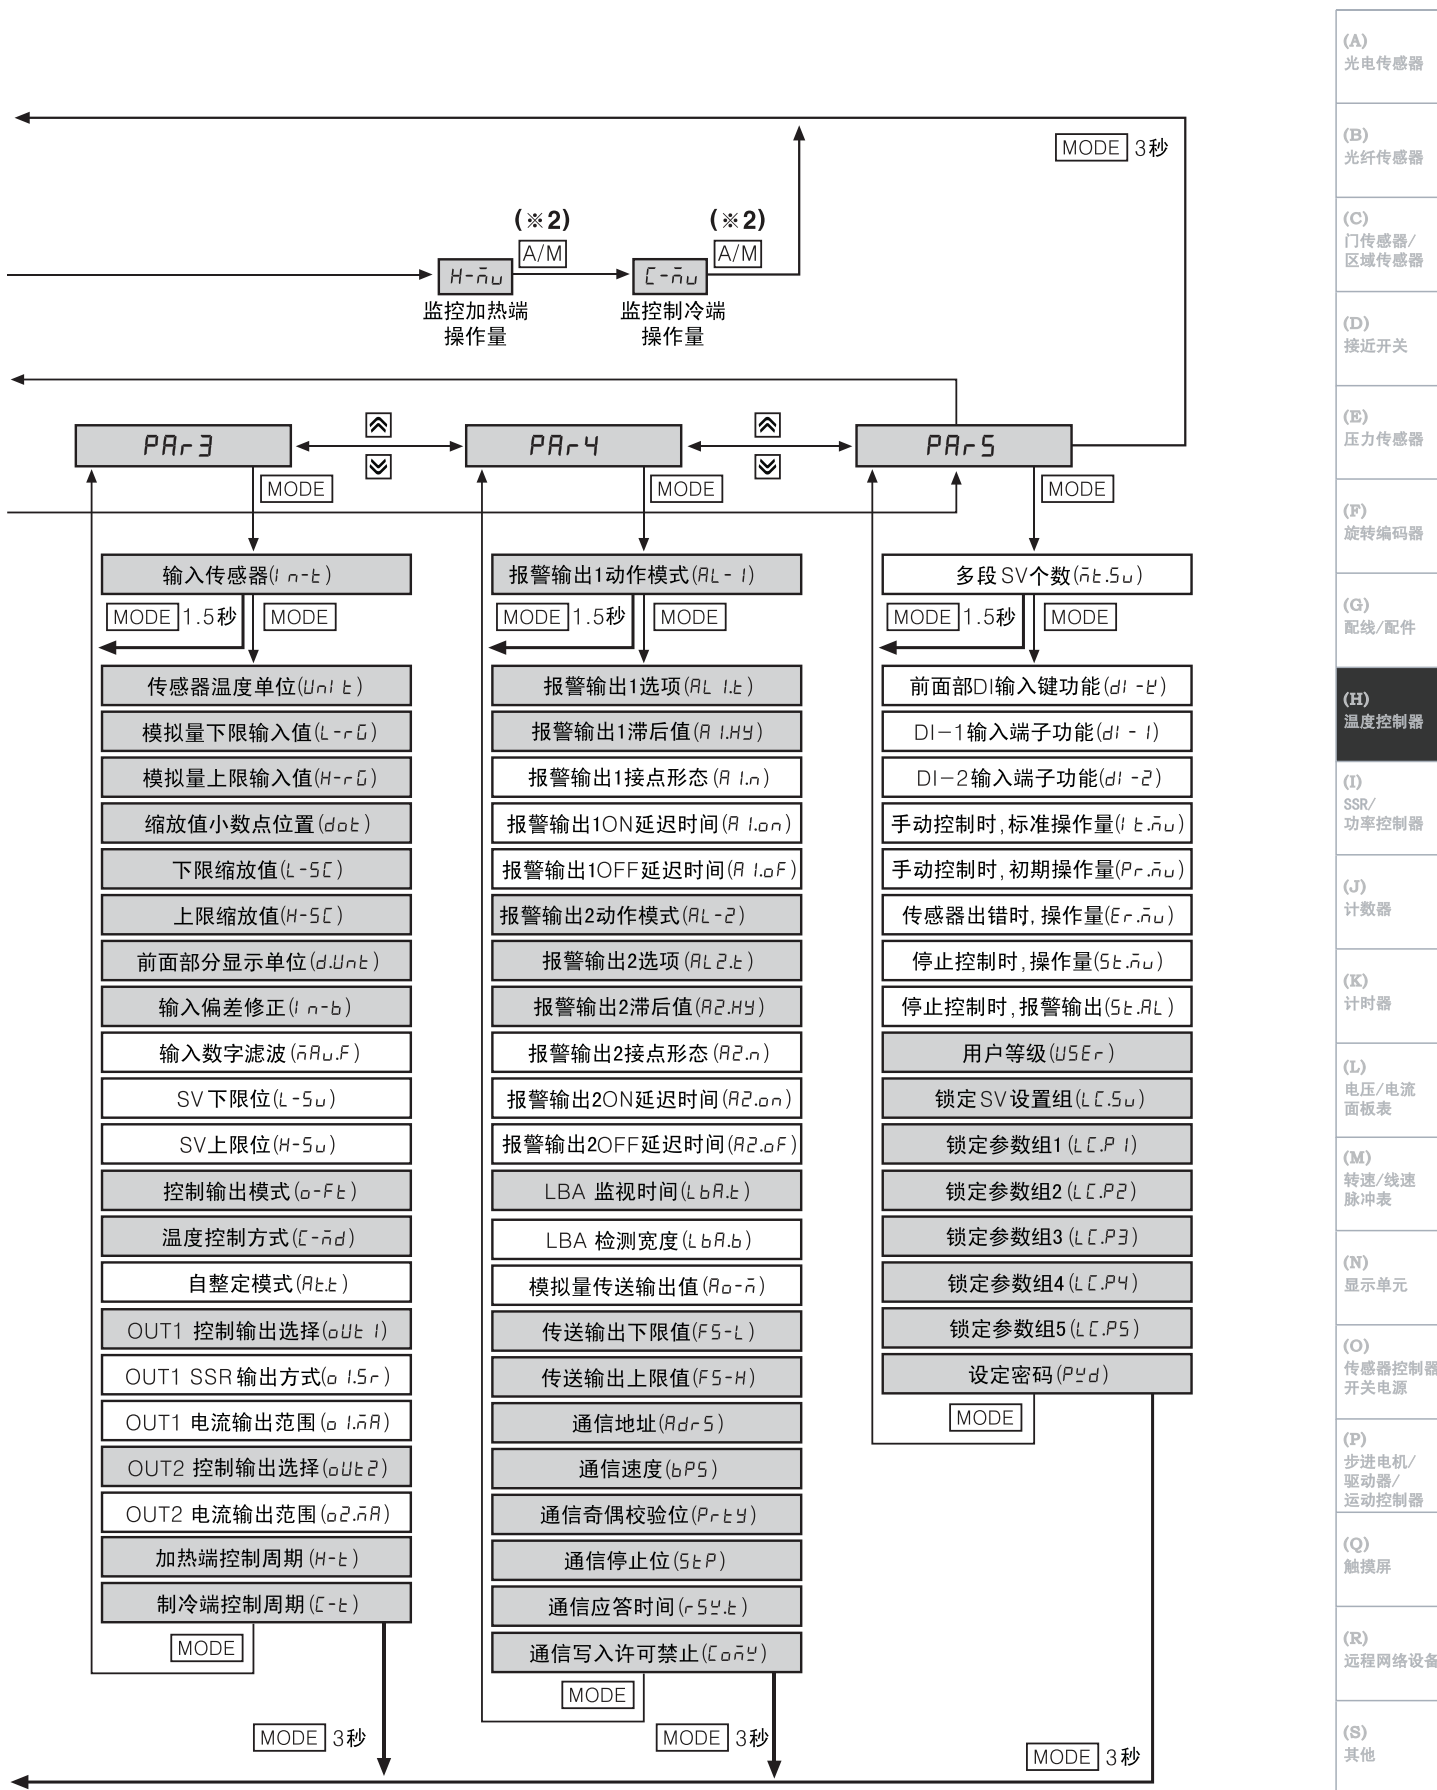 MODE 3秒
(※2)
A/M
(※2)
A/M
H-mv
C-mv
监控加热端
操作量
监控制冷端
操作量
PAr3
PAr4
PAr5
MODE
MODE
MODE
输入传感器(In-t)
MODE 1.5秒 MODE
传感器温度单位(UnIt)
模拟量下限输入值(L-rG)
模拟量上限输入值(H-rG)
缩放值小数点位置(dot)
下限缩放值(L-SC)
上限缩放值(H-SC)
前面部分显示单位(d.Unt)
输入偏差修正(In-b)
输入数字滤波(mAv.F)
SV下限位(L-Sv)
SV上限位(H-Sv)
控制输出模式(o-Ft)
温度控制方式(C-md)
自整定模式(At.t)
OUT1 控制输出选择(oUt1)
OUT1 SSR输出方式(o1.Sr)
OUT1 电流输出范围(o1.mA)
OUT2 控制输出选择(oUt2)
OUT2 电流输出范围(o2.mA)
加热端控制周期(H-t)
制冷端控制周期(C-t)
MODE
MODE 3秒
报警输出1动作模式(AL-1)
MODE 1.5秒 MODE
报警输出1选项(AL1.t)
报警输出1滞后值(A1.HY)
报警输出1接点形态(A1.n)
报警输出1ON延迟时间(A1.on)
报警输出1OFF延迟时间(A1.oF)
报警输出2动作模式(AL-2)
报警输出2选项(AL2.t)
报警输出2滞后值(A2.HY)
报警输出2接点形态(A2.n)
报警输出2ON延迟时间(A2.on)
报警输出2OFF延迟时间(A2.oF)
LBA 监视时间(LbA.t)
LBA 检测宽度(LbA.b)
模拟量传送输出值(Ao-m)
传送输出下限值(FS-L)
传送输出上限值(FS-H)
通信地址(AdrS)
通信速度(bPS)
通信奇偶校验位(PrtY)
通信停止位(StP)
通信应答时间(rSW.t)
通信写入许可禁止(ComW)
MODE
MODE 3秒
多段SV个数(mt.Sv)
MODE 1.5秒 MODE
前面部DI输入键功能(dI-K)
DI-1输入端子功能(dI-1)
DI-2输入端子功能(dI-2)
手动控制时,标准操作量(It.mv)
手动控制时,初期操作量(Pr.mv)
传感器出错时,操作量(Er.mv)
停止控制时,操作量(St.mv)
停止控制时,报警输出(St.AL)
用户等级(USEr)
锁定SV设置组(LC.Sv)
锁定参数组1(LC.P1)
锁定参数组2(LC.P2)
锁定参数组3(LC.P3)
锁定参数组4(LC.P4)
锁定参数组5(LC.P5)
设定密码(PWd)
MODE
MODE 3秒
(A)
光电传感器
(B)
光纤传感器
(C)
门传感器/
区域传感器
(D)
接近开关
(E)
压力传感器
(F)
旋转编码器
(G)
配线/配件
(H)
温度控制器
(I)
SSR/
功率控制器
(J)
计数器
(K)
计时器
(L)
电压/电流
面板表
(M)
转速/线速
脉冲表
(N)
显示单元
(O)
传感器控制器
开关电源
(P)
步进电机/
驱动器/
运动控制器
(Q)
触摸屏
(R)
远程网络设备
(S)
其他